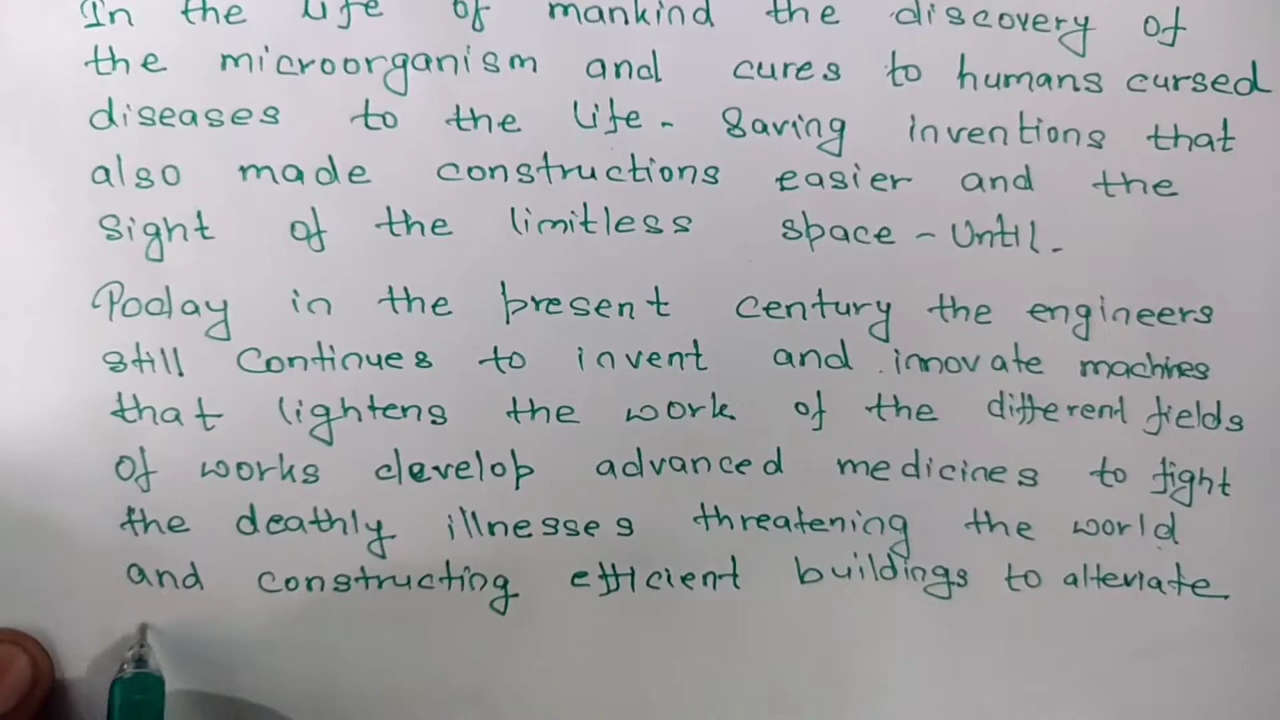 In the life of mankind the discovery of
the microorganism and cures to humans cursed
diseases to the life - Saving inventions that
also made constructions easier and the
sight of the limitless space - Until -
Poday in the present century the engineers
still continues to invent and innovate machines
that lightens the work of the different fields
of works develop advanced medicines to fight
the deathly illnesses threatening the world
and constructing efficient buildings to alleviate